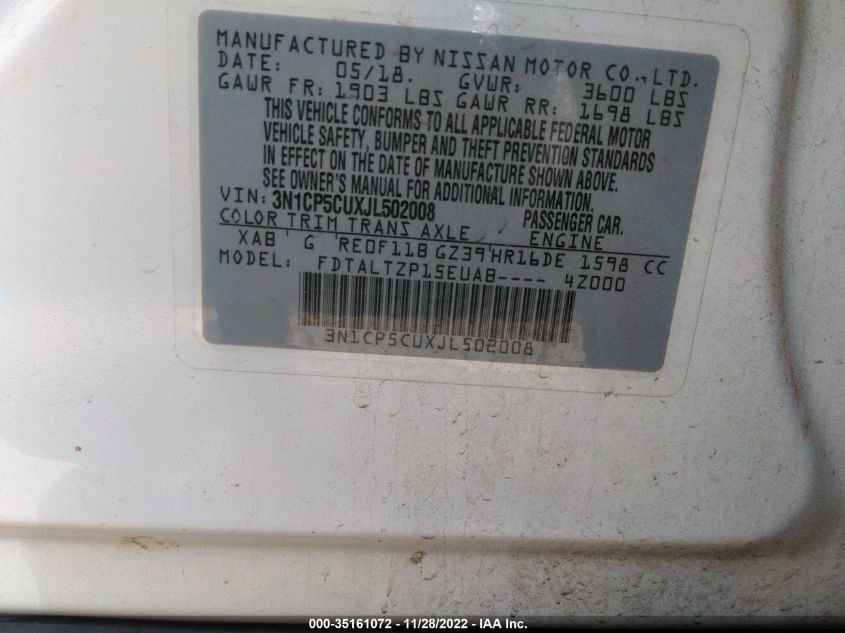 MANUFACTURED BY NISSAN MOTOR CO., LTD.
DATE: 05/18. GVWR: 3600 LBS
GAWR FR: 1903 LBS GAWR RR: 1698 LBS
THIS VEHICLE CONFORMS TO ALL APPLICABLE FEDERAL MOTOR
VEHICLE SAFETY, BUMPER AND THEFT PREVENTION STANDARDS
IN EFFECT ON THE DATE OF MANUFACTURE SHOWN ABOVE.
SEE OWNER'S MANUAL FOR ADDITIONAL INFORMATION.
VIN: 3N1CP5CUXJL502008 PASSENGER CAR.
COLOR TRIM TRANS AXLE ENGINE
XAB' G 'RE0F11B GZ39'HR16DE 1598 CC
MODEL: FDTALTZP15EUAB---- 4Z000
3N1CP5CUXJL502008
000-35161072 - 11/28/2022 - IAA Inc.